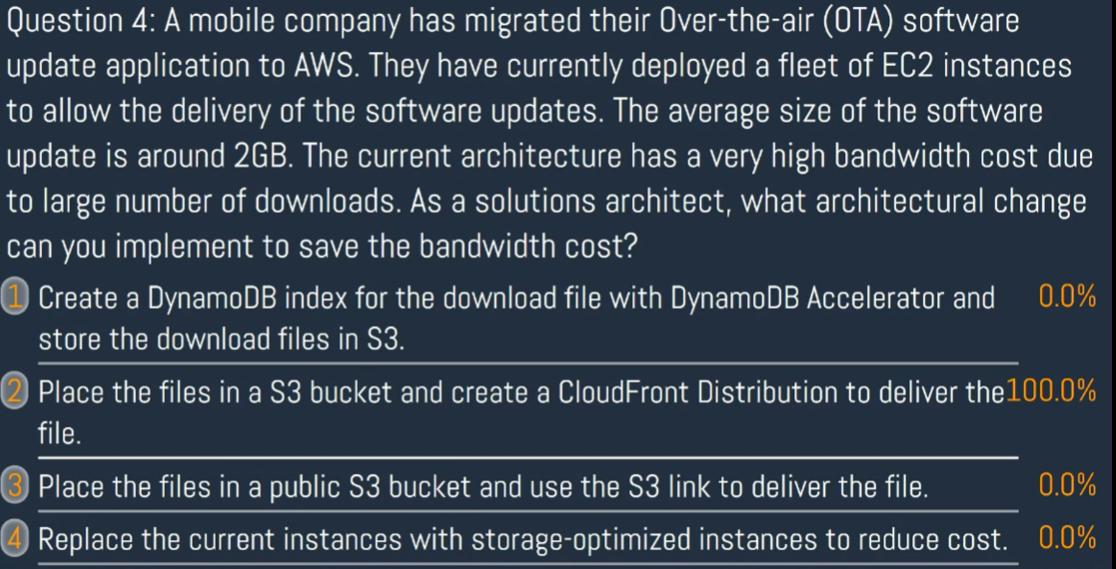 Question 4: A mobile company has migrated their Over-the-air (OTA) software
update application to AWS. They have currently deployed a fleet of EC2 instances
to allow the delivery of the software updates. The average size of the software
update is around 2GB. The current architecture has a very high bandwidth cost due
to large number of downloads. As a solutions architect, what architectural change
can you implement to save the bandwidth cost?
1 Create a DynamoDB index for the download file with DynamoDB Accelerator and 0.0%
store the download files in S3.
2 Place the files in a S3 bucket and create a CloudFront Distribution to deliver the 100.0%
file.
3 Place the files in a public S3 bucket and use the S3 link to deliver the file. 0.0%
4 Replace the current instances with storage-optimized instances to reduce cost. 0.0%